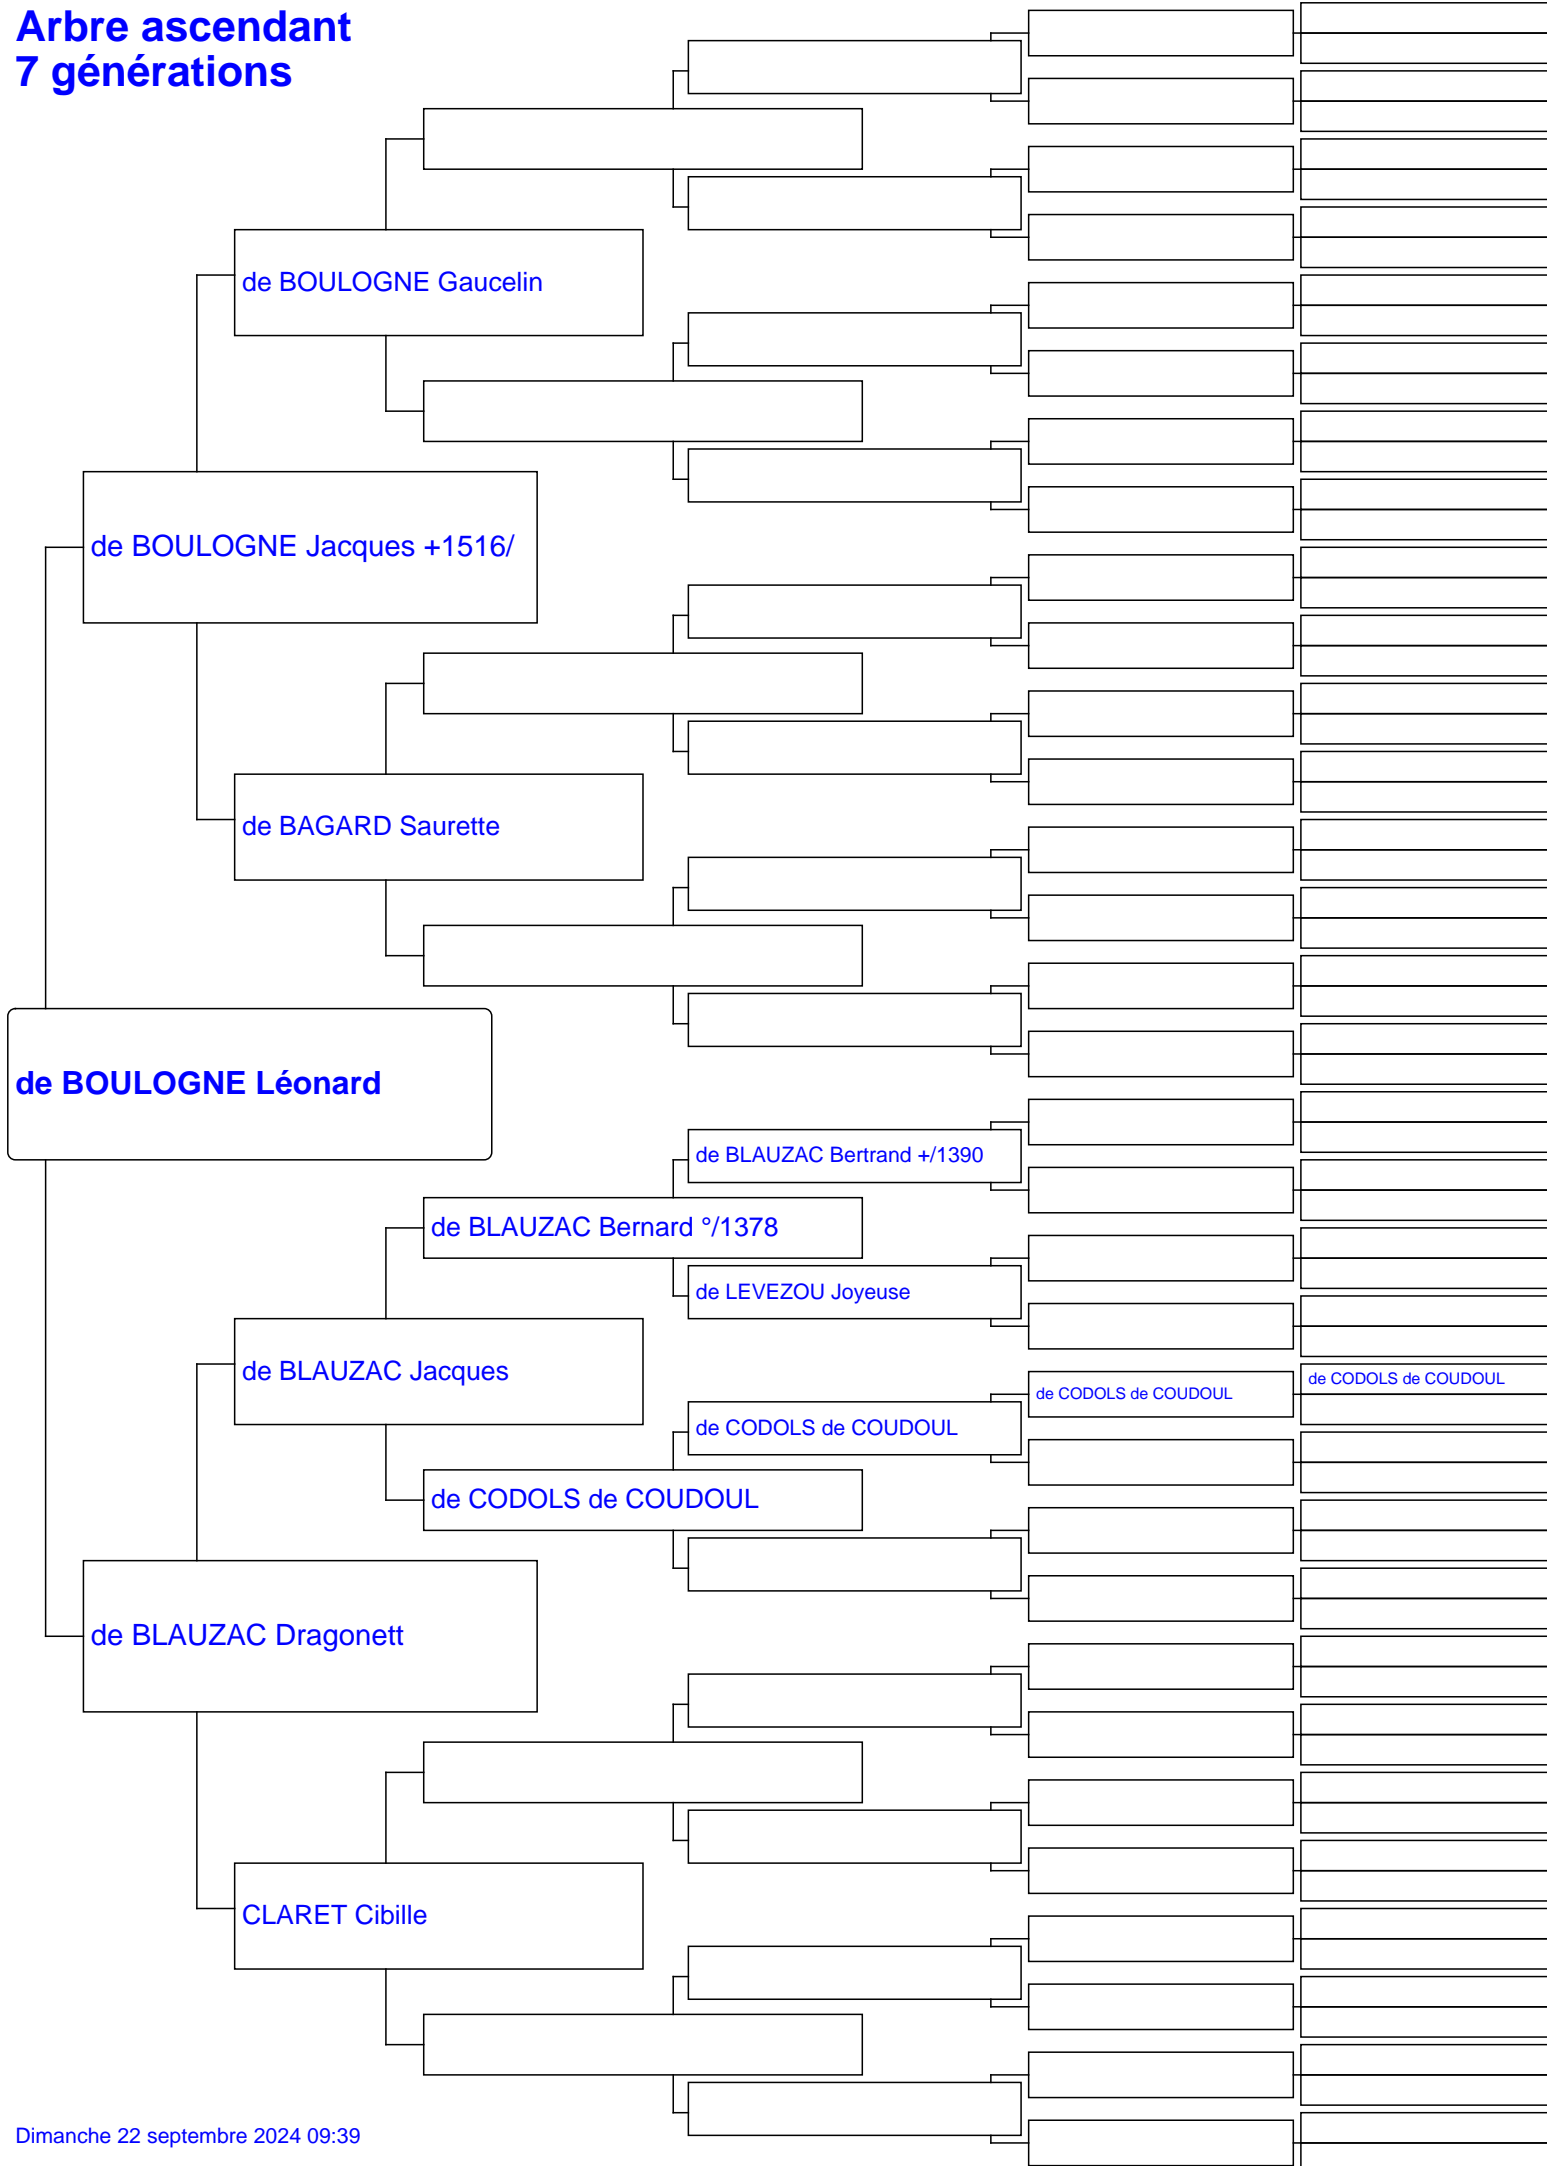 Arbre ascendant
7 générations
de BOULOGNE Gaucelin
de BOULOGNE Jacques +1516/
de BAGARD Saurette
de BOULOGNE Léonard
de BLAUZAC Bertrand +/1390
de BLAUZAC Bernard °/1378
de LEVEZOU Joyeuse
de BLAUZAC Jacques
de CODOLS de COUDOUL
de CODOLS de COUDOUL
de CODOLS de COUDOUL
de CODOLS de COUDOUL
de BLAUZAC Dragonett
CLARET Cibille
Dimanche 22 septembre 2024 09:39